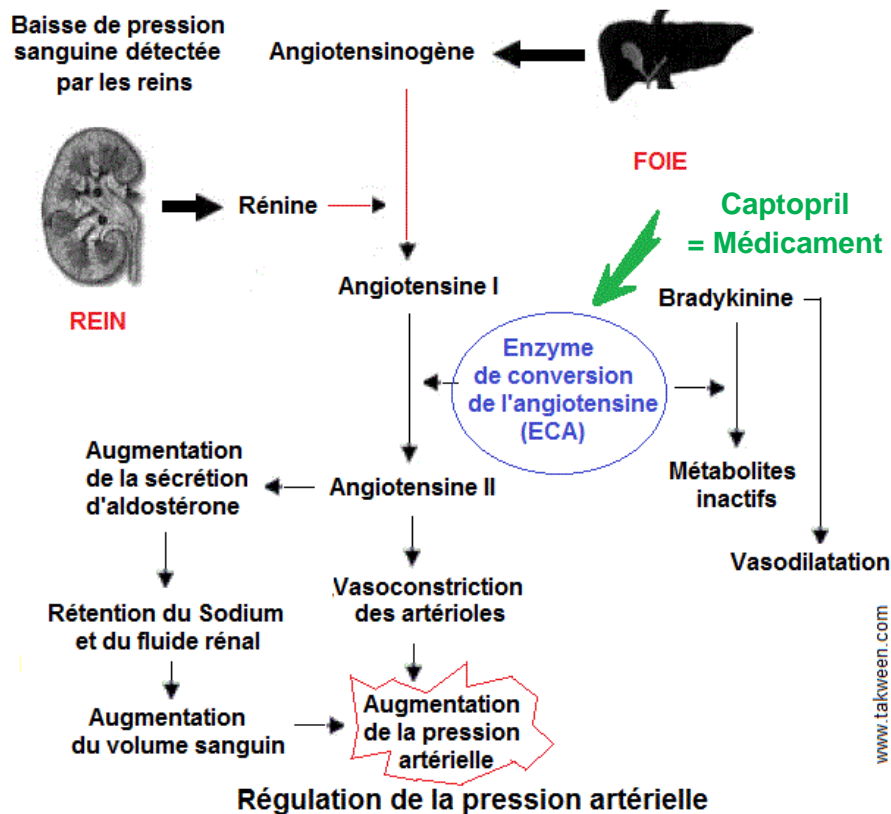 Baisse de pression
sanguine détectée
par les reins
Angiotensinogène
FOIE
Captopril
= Médicament
Rénine
REIN
Angiotensine I
Bradykinine
Enzyme
de conversion
de l'angiotensine
(ECA)
Augmentation
de la sécrétion
d'aldostérone
Angiotensine II
Métabolites
inactifs
Vasodilatation
Vasoconstriction
des artérioles
Rétention du Sodium
et du fluide rénal
Augmentation
du volume sanguin
Augmentation
de la pression
artérielle
Régulation de la pression artérielle
www.takween.com